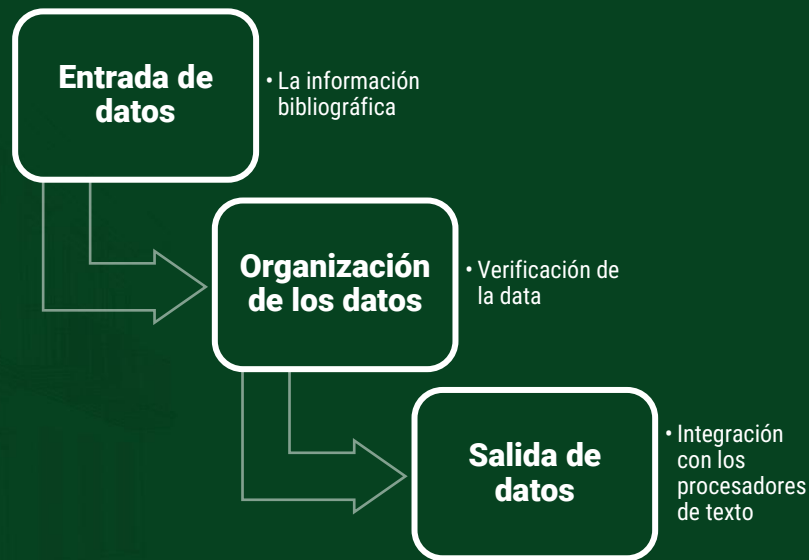 Entrada de
datos
• La información
bibliográfica
Organización
de los datos
• Verificación de
la data
Salida de
datos
• Integración
con los
procesadores
de texto